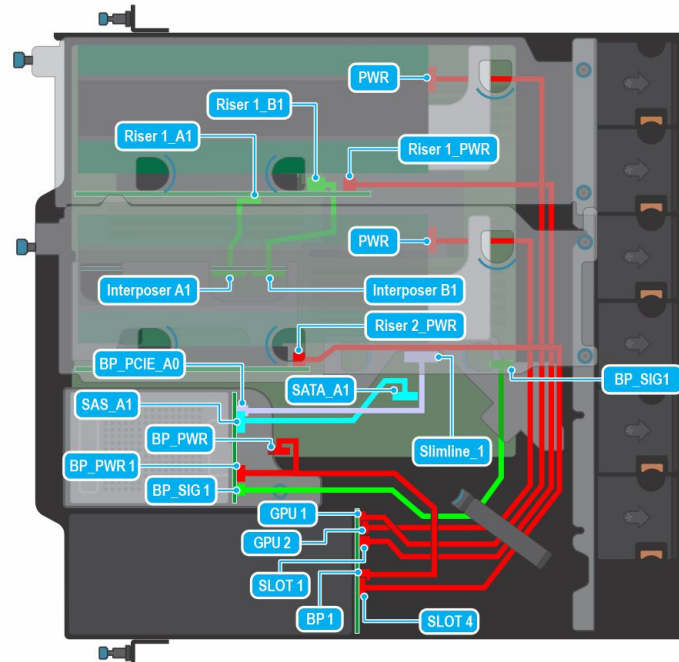 PWR
Riser 1_B1
Riser 1_A1
Riser 1_PWR
PWR
Interposer A1
Interposer B1
Riser 2_PWR
BP_PCIE_A0
BP_SIG1
SATA_A1
SAS_A1
BP_PWR
Slimline_1
BP_PWR 1
BP_SIG 1
GPU 1
GPU 2
SLOT 1
BP 1
SLOT 4